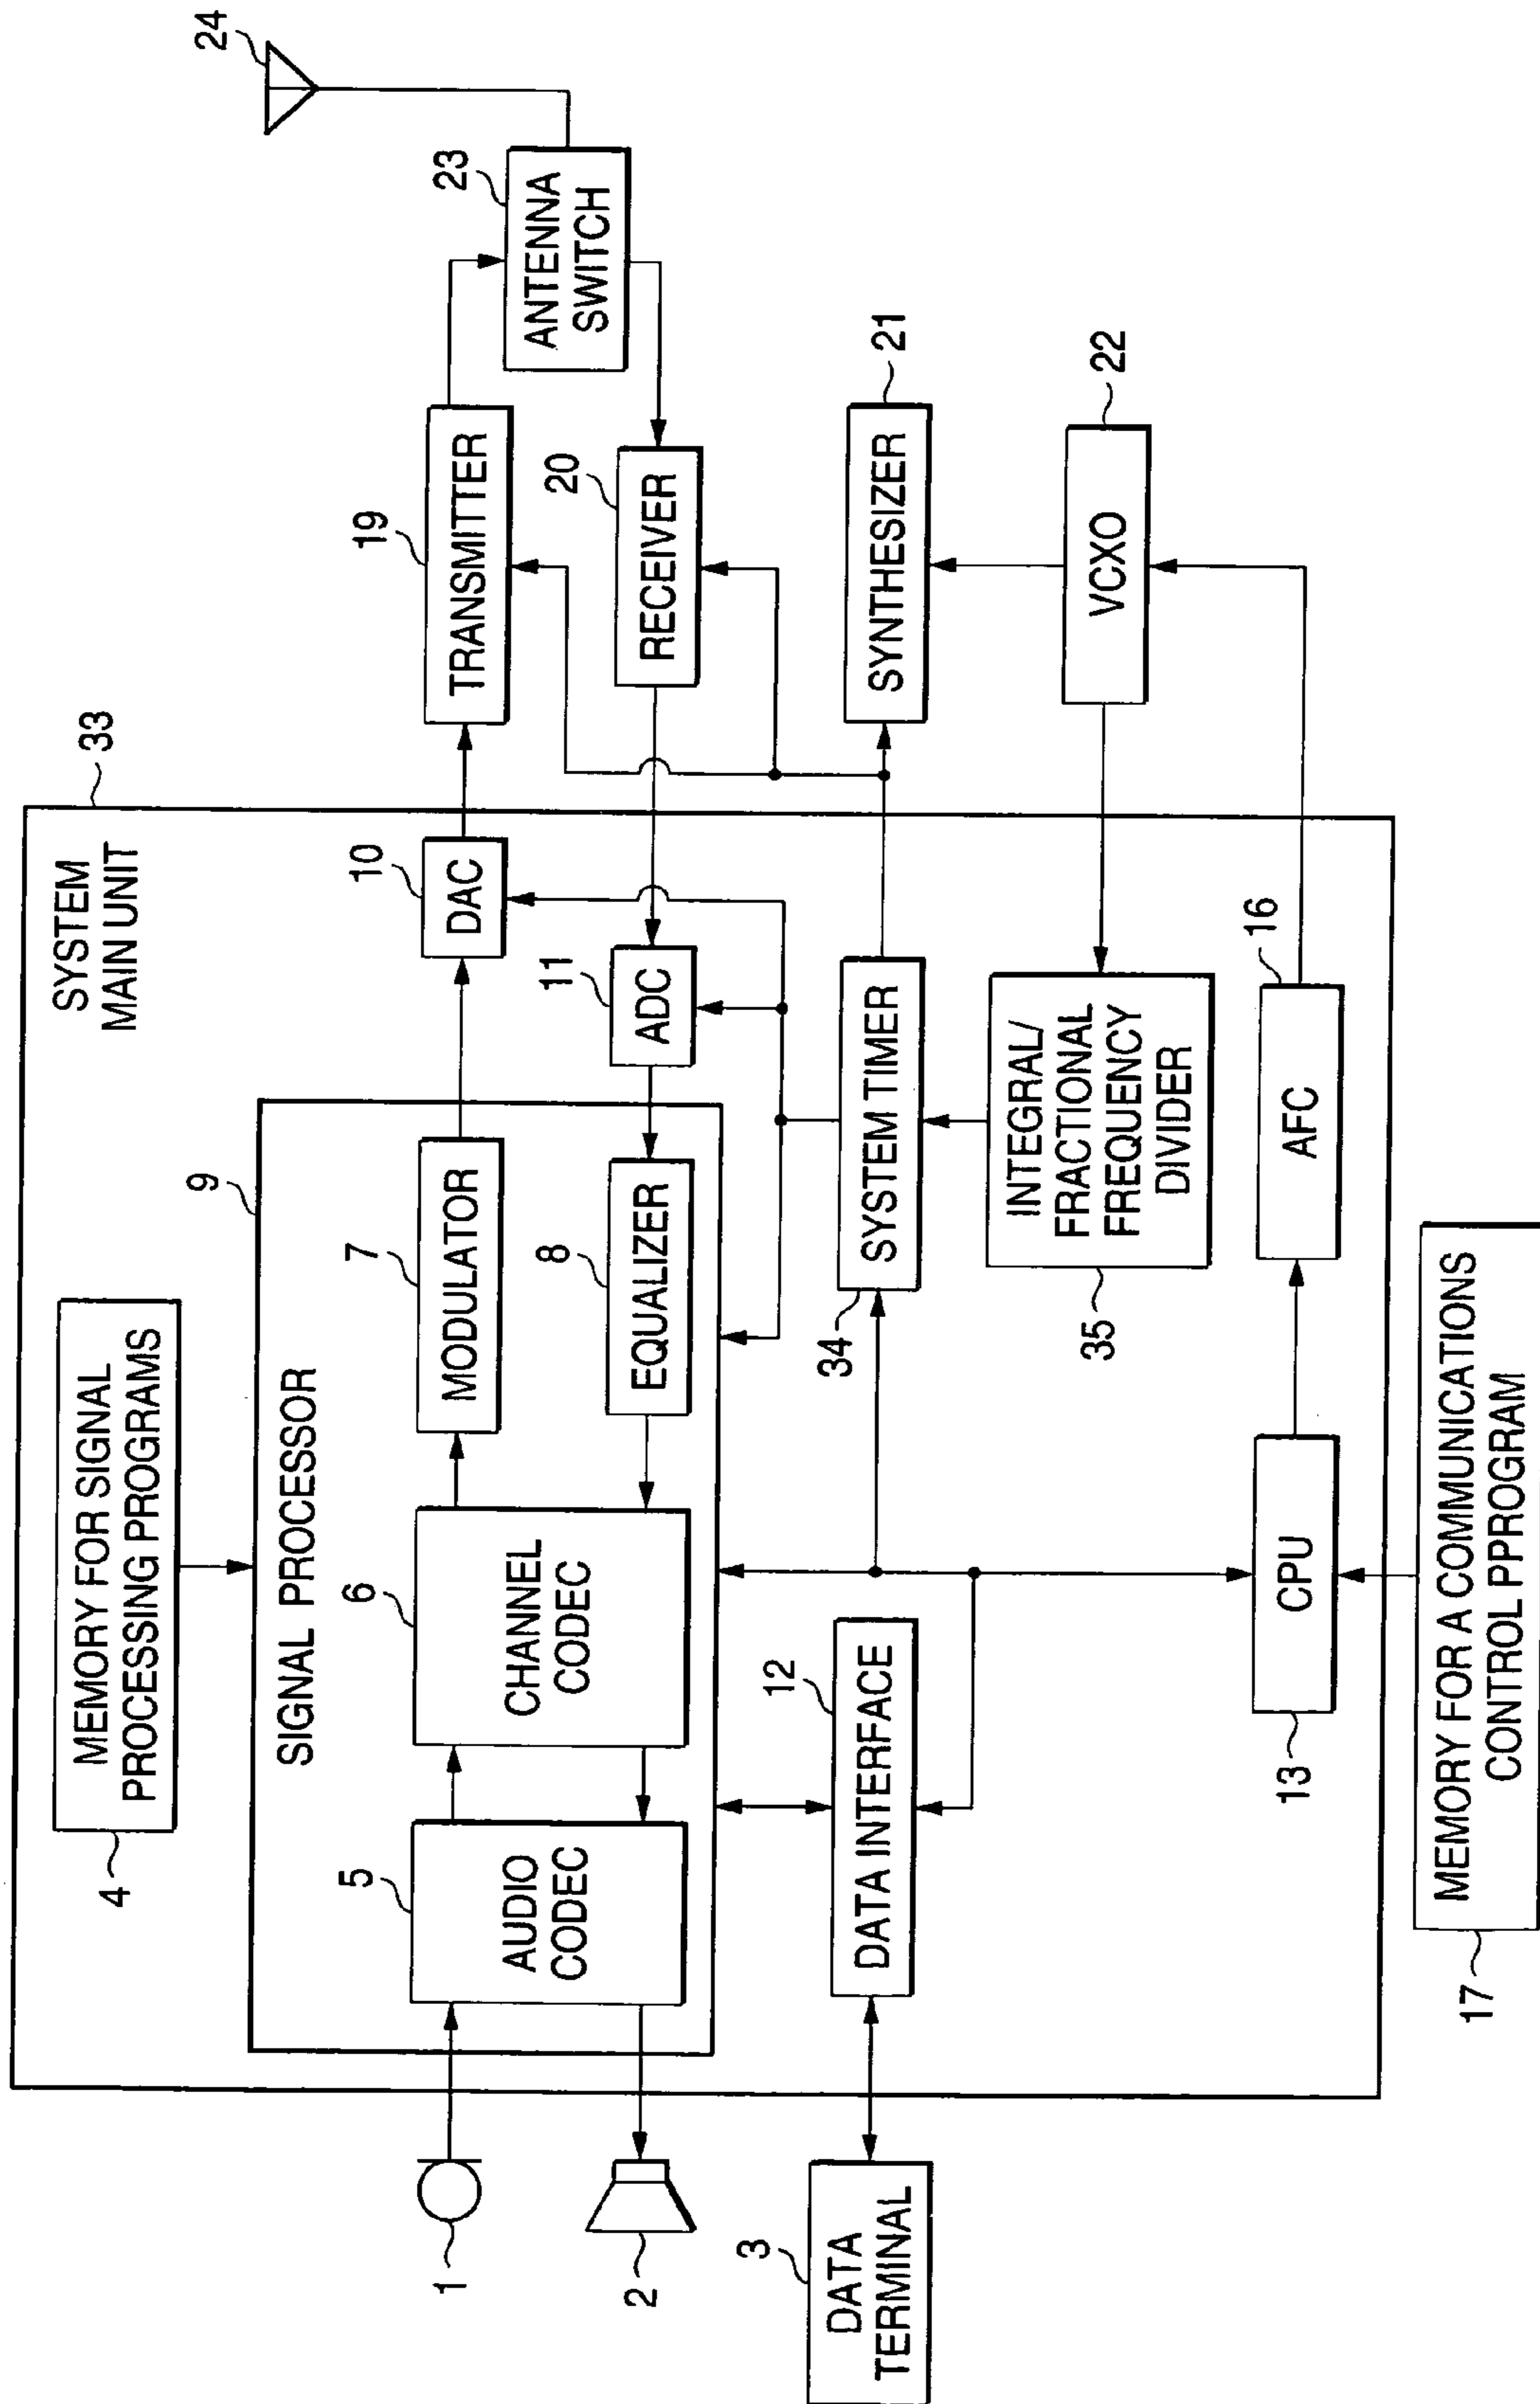 SYSTEM
MAIN UNIT
33
MEMORY FOR SIGNAL
PROCESSING PROGRAMS
4
SIGNAL PROCESSOR
9
1
2
AUDIO
CODEC
5
CHANNEL
CODEC
6
MODULATOR
7
EQUALIZER
8
DAC
10
ADC
11
TRANSMITTER
19
RECEIVER
20
ANTENNA
SWITCH
23
24
DATA
TERMINAL
3
DATA INTERFACE
12
SYSTEM TIMER
34
SYNTHESIZER
21
INTEGRAL/
FRACTIONAL
FREQUENCY
DIVIDER
35
VCXO
22
CPU
13
AFC
16
MEMORY FOR A COMMUNICATIONS
CONTROL PPROGRAM
17